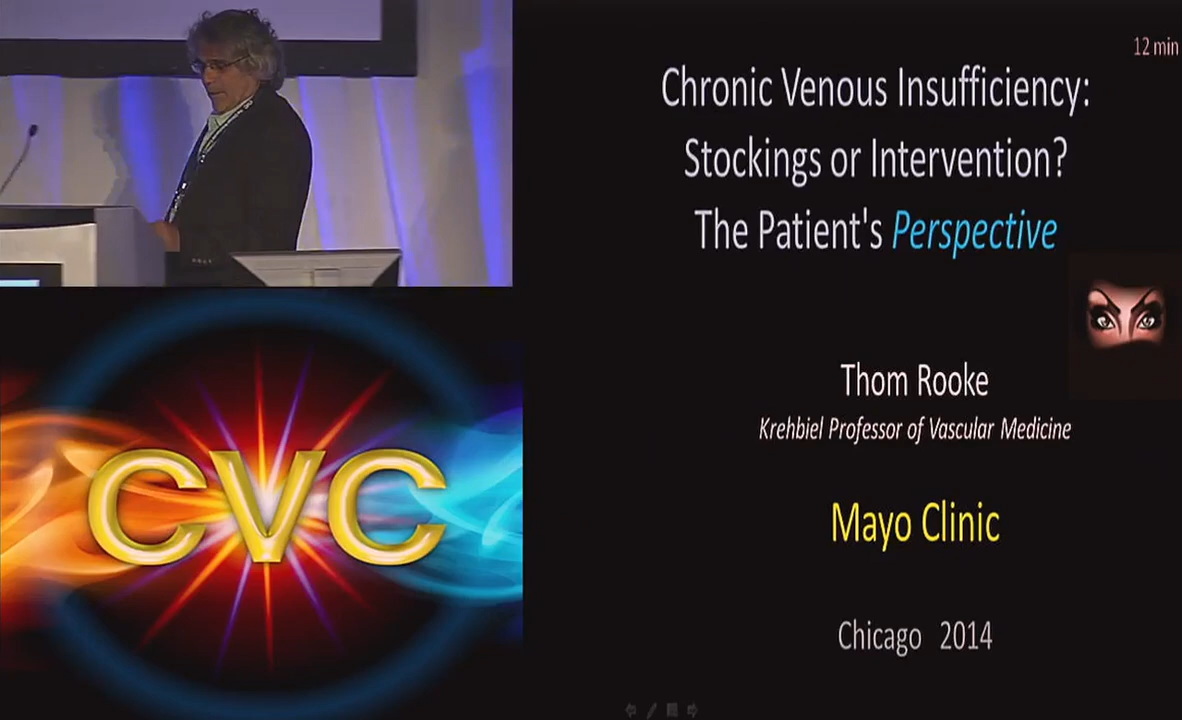 12 min
Chronic Venous Insufficiency:
Stockings or Intervention?
The Patient's Perspective
Thom Rooke
Krehbiel Professor of Vascular Medicine
Mayo Clinic
Chicago 2014
CVC